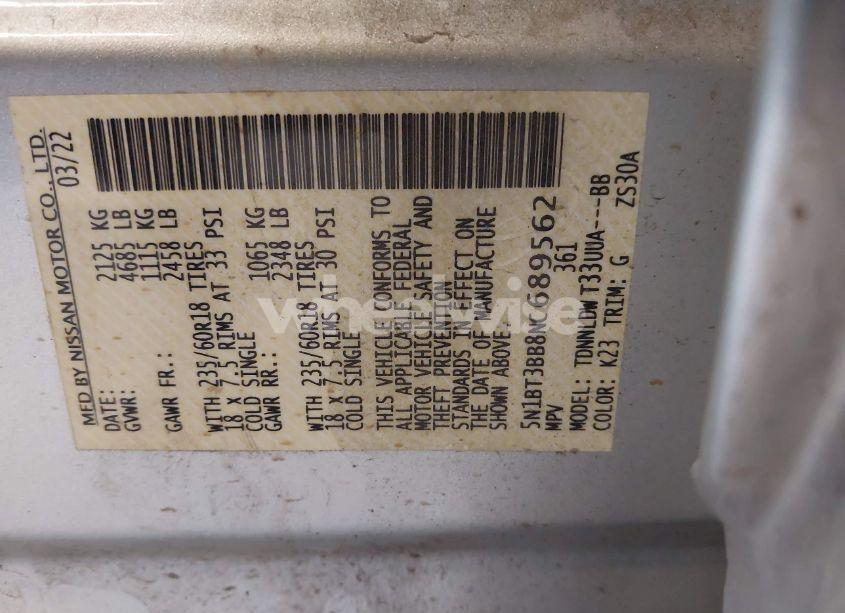 MFD BY NISSAN MOTOR CO., LTD.
DATE: 03/22
GVWR: 2125 KG
4685 LB
GAWR FR.: 1115 KG
2458 LB
WITH 235/60R18 TIRES
18 X 7.5 RIMS AT 33 PSI
COLD SINGLE
GAWR RR.: 1065 KG
2348 LB
WITH 235/60R18 TIRES
18 X 7.5 RIMS AT 30 PSI
COLD SINGLE
THIS VEHICLE CONFORMS TO
ALL APPLICABLE FEDERAL
MOTOR VEHICLE SAFETY AND
THEFT PREVENTION
STANDARDS IN EFFECT ON
THE DATE OF MANUFACTURE
SHOWN ABOVE.
5N1BT3BB8NC689562
MPV 361
MODEL: TDNNLDW T33UUA----BB
COLOR: K23 TRIM: G ZS30A
wheelwise